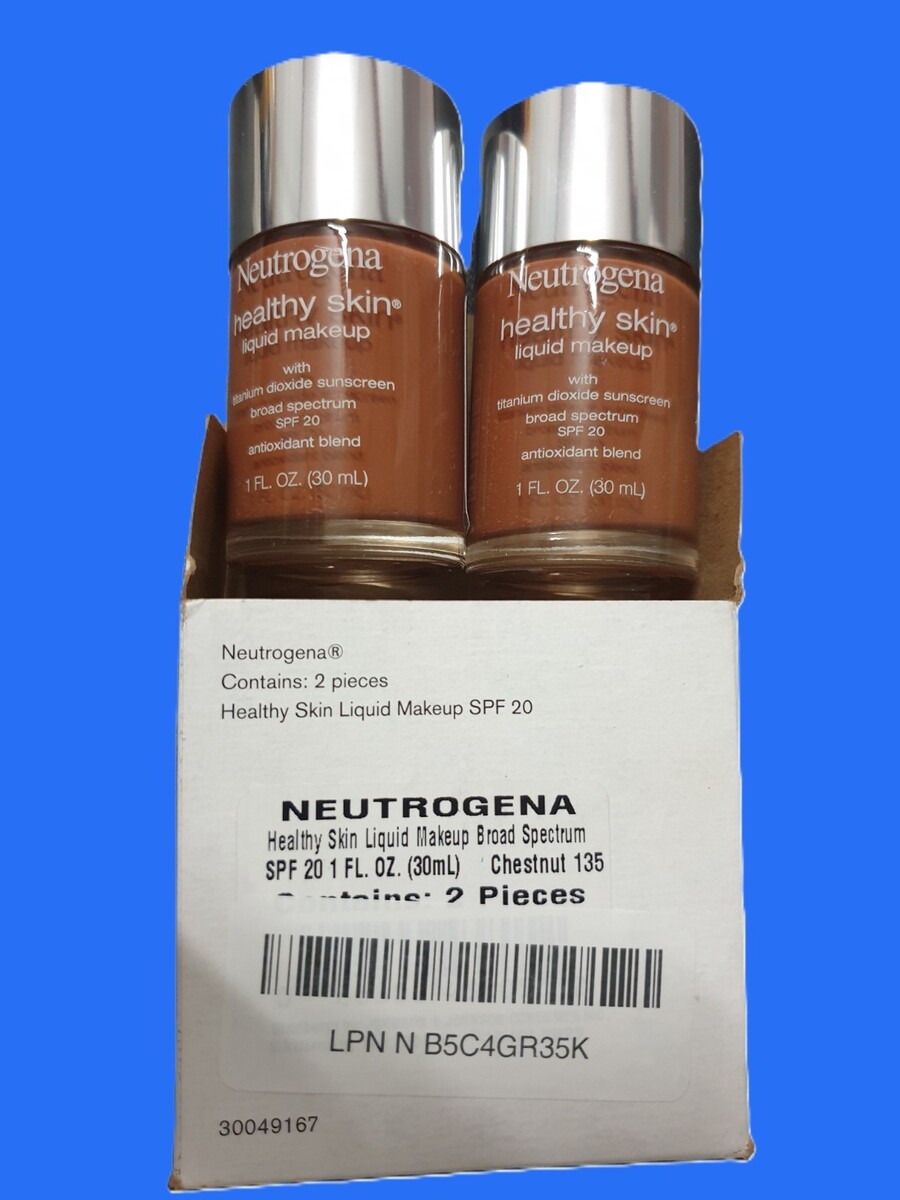 Neutrogena
healthy skin®
liquid makeup
with
titanium dioxide sunscreen
broad spectrum
SPF 20
antioxidant blend
1 FL. OZ. (30 mL)
Neutrogena
healthy skin®
liquid makeup
with
titanium dioxide sunscreen
broad spectrum
SPF 20
antioxidant blend
1 FL. OZ. (30 mL)
Neutrogena®
Contains: 2 pieces
Healthy Skin Liquid Makeup SPF 20
NEUTROGENA
Healthy Skin Liquid Makeup Broad Spectrum
SPF 20 1 FL. OZ. (30mL) Chestnut 135
Contains: 2 Pieces
LPN N B5C4GR35K
30049167